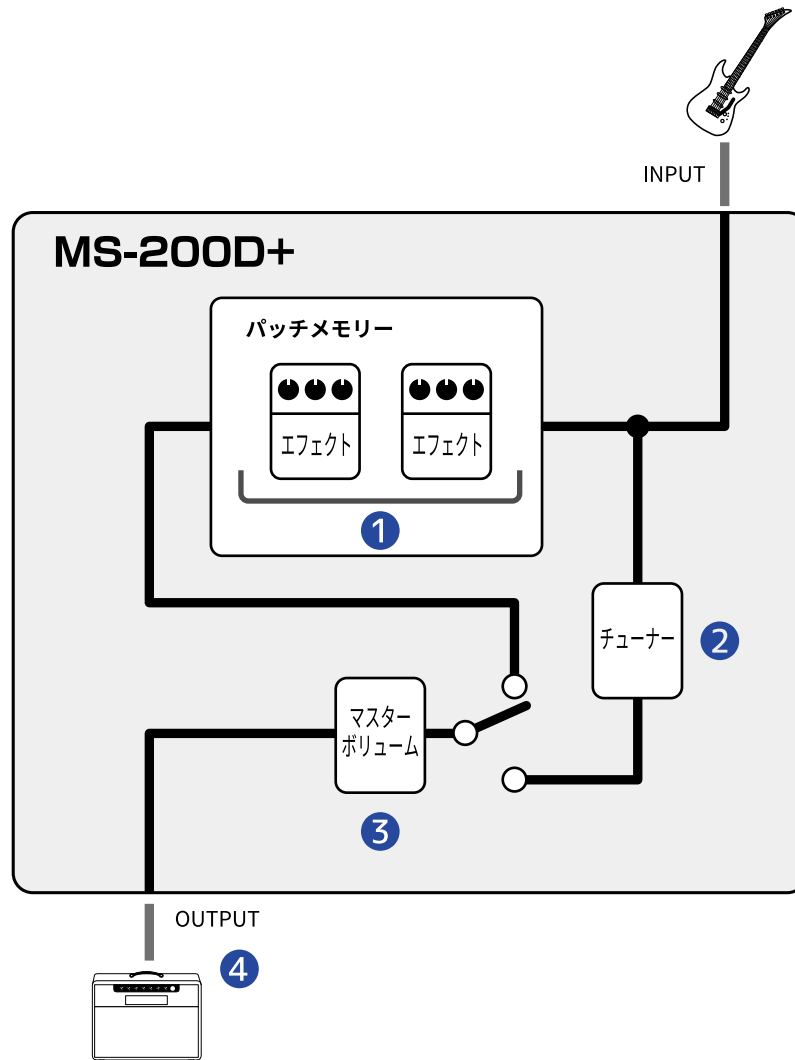 INPUT
MS-200D+
パッチメモリー
エフェクト
エフェクト
1
チューナー
2
マスター
ボリューム
3
OUTPUT
4